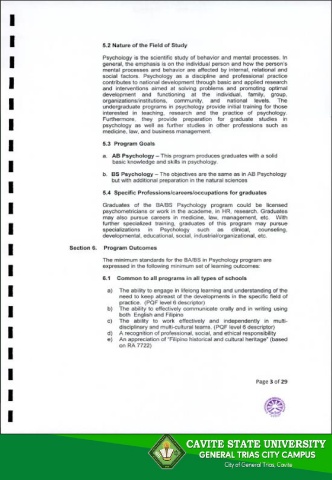 5.2 Nature of the Field of Study
Psychology is the scientific study of behavior and mental processes. In
general, the emphasis is on the individual person and how the person's
mental processes and behavior are affected by internal, relational and
social factors. Psychology as a discipline and professional practice
contributes to national development through basic and applied research
and interventions aimed at solving problems and promoting optimal
development and functioning at the individual, family, group,
organizations/institutions, community, and national levels. The
undergraduate programs in psychology provide initial training for those
interested in teaching, research and the practice of psychology.
Furthermore, they provide preparation for graduate studies in
psychology as well as further studies in other professions such as
medicine, law, and business management.
5.3 Program Goals
a. AB Psychology – This program produces graduates with a solid
basic knowledge and skills in psychology.
b. BS Psychology – The objectives are the same as in AB Psychology
but with additional preparation in the natural sciences
5.4 Specific Professions/careers/occupations for graduates
Graduates of the BA/BS Psychology program could be licensed
psychometricians or work in the academe, in HR, research. Graduates
may also pursue careers in medicine, law, management, etc. With
further specialized training, graduates of this program may pursue
specializations in Psychology such as clinical, counseling,
developmental, educational, social, industrial/organizational, etc.
Section 6. Program Outcomes
The minimum standards for the BA/BS in Psychology program are
expressed in the following minimum set of learning outcomes:
6.1 Common to all programs in all types of schools
a) The ability to engage in lifelong learning and understanding of the
need to keep abreast of the developments in the specific field of
practice. (PQF level 6 descriptor)
b) The ability to effectively communicate orally and in writing using
both English and Filipino
c) The ability to work effectively and independently in multi-
disciplinary and multi-cultural teams. (PQF level 6 descriptor)
d) A recognition of professional, social, and ethical responsibility
e) An appreciation of "Filipino historical and cultural heritage" (based
on RA 7722)
Page 3 of 29
CAVITE STATE UNIVERSITY
GENERAL TRIAS CITY CAMPUS
City of General Trias, Cavite